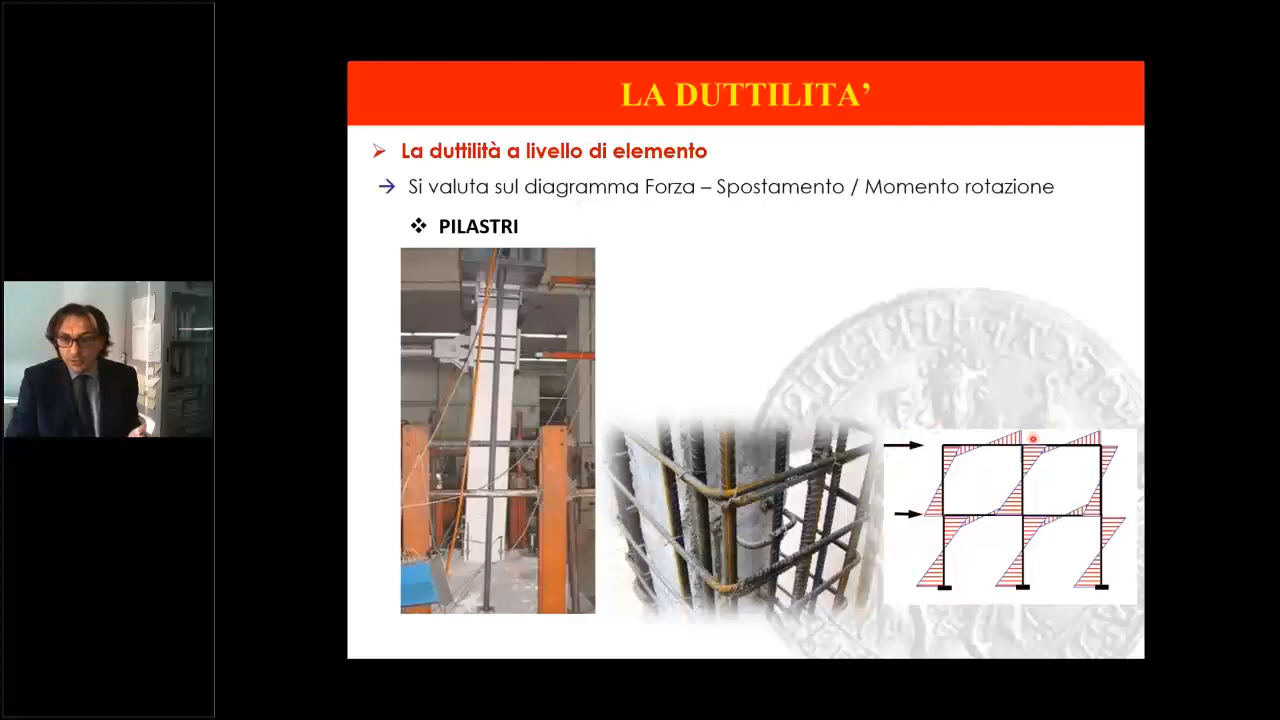 LA DUTTILITA’
La duttilità a livello di elemento
Si valuta sul diagramma Forza – Spostamento / Momento rotazione
PILASTRI